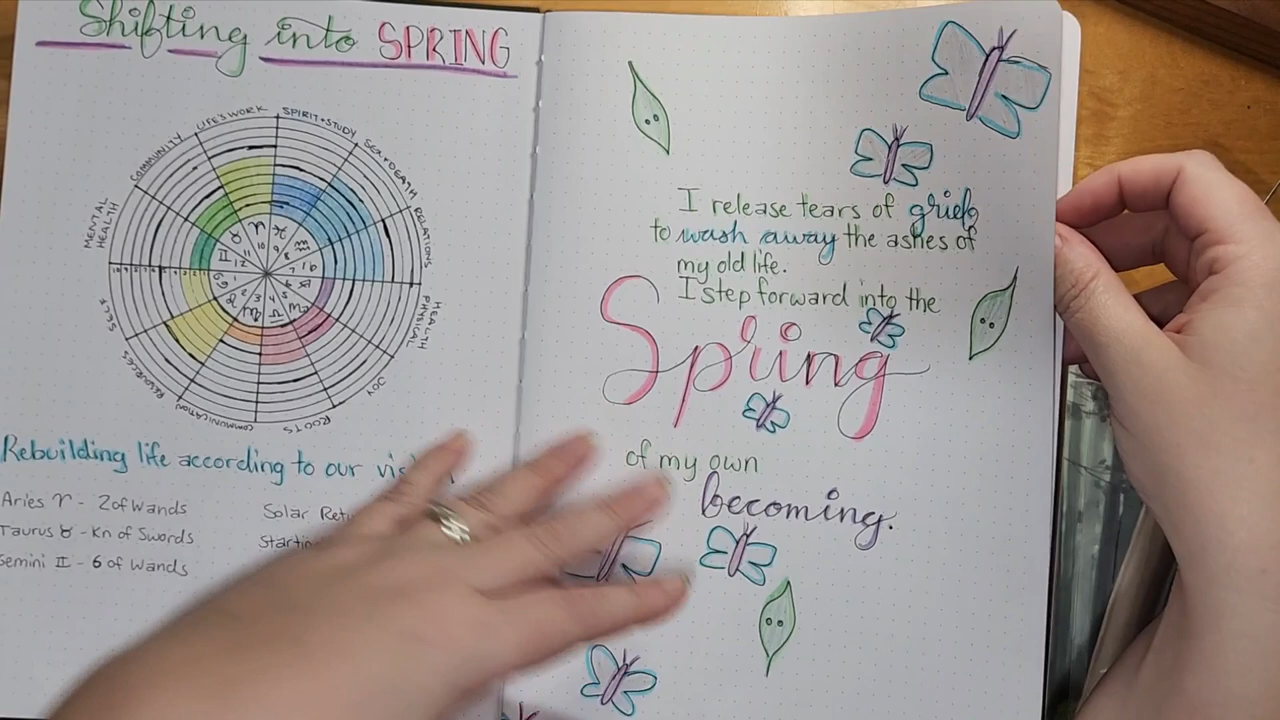 Shifting into SPRING
LIFE'S WORK
SPIRIT + STUDY
SEX + DEATH
RELATIONS
HEALTH
PHYSICAL
JOY
ROOTS
COMMUNICATION
RESOURCES
SELF
MENTAL
HEALTH
COMMUNITY
Rebuilding life according to our
Aries ♈ - 2 of Wands
Taurus ♉ - Kn of Swords
Gemini ♊ - 6 of Wands
Solar
I release tears of grief
to wash away the ashes of
my old life.
I step forward into the
Spring
of my own
becoming.